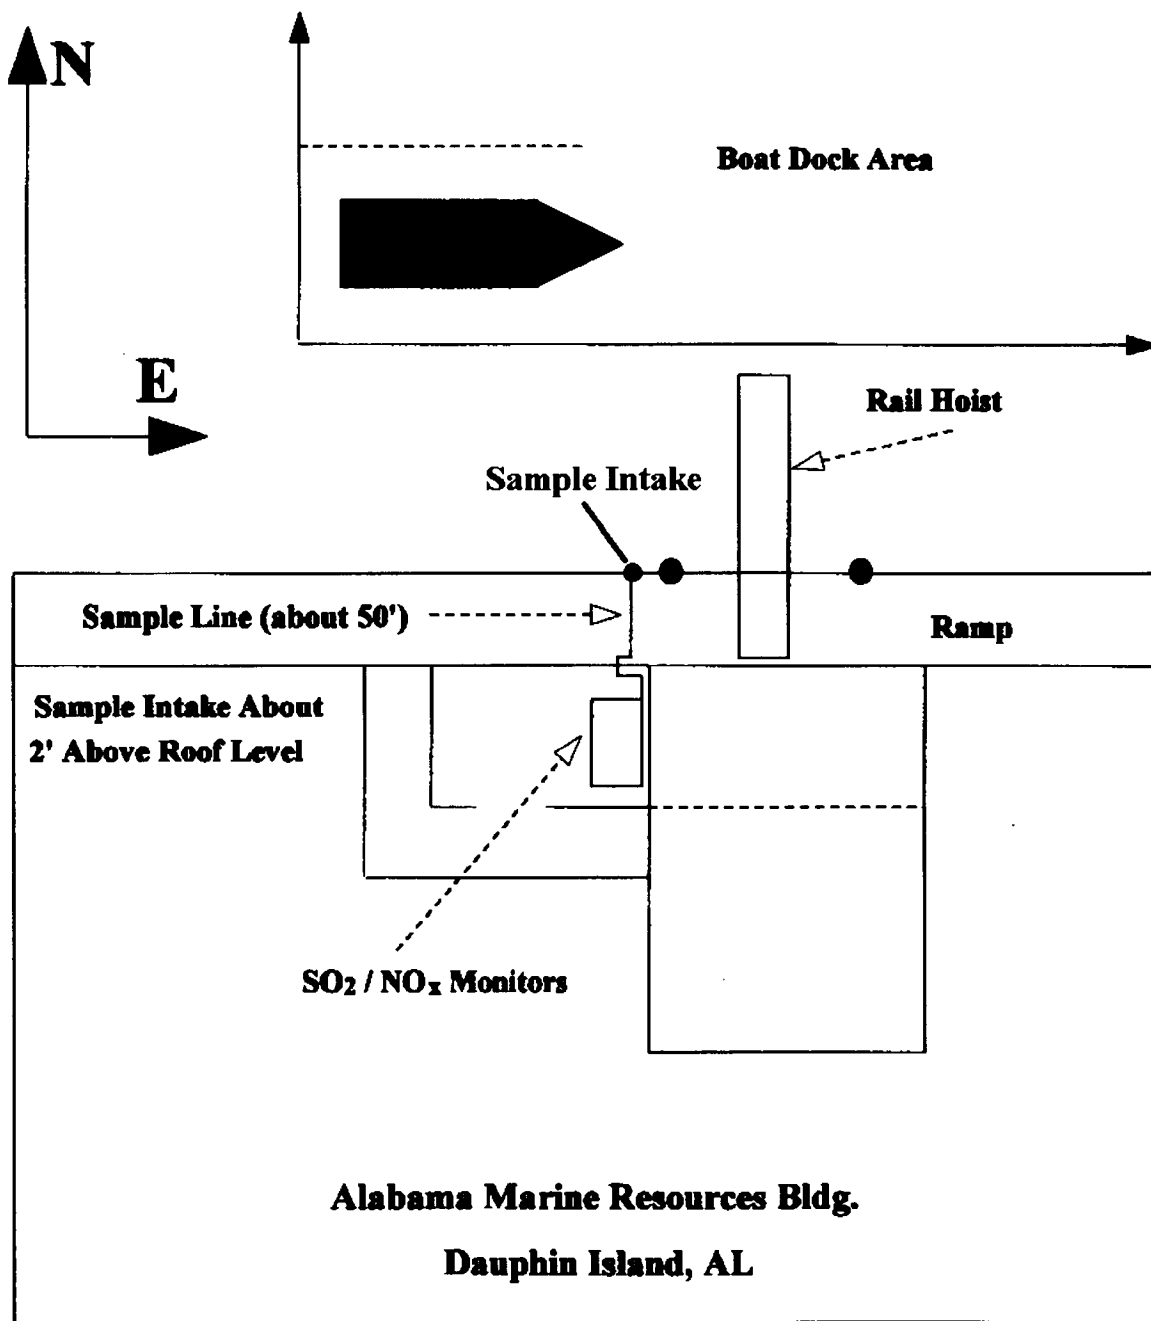 N
Boat Dock Area
E
Rail Hoist
Sample Intake
Sample Line (about 50')
Ramp
Sample Intake About
2' Above Roof Level
SO₂ / NOₓ Monitors
Alabama Marine Resources Bldg.
Dauphin Island, AL